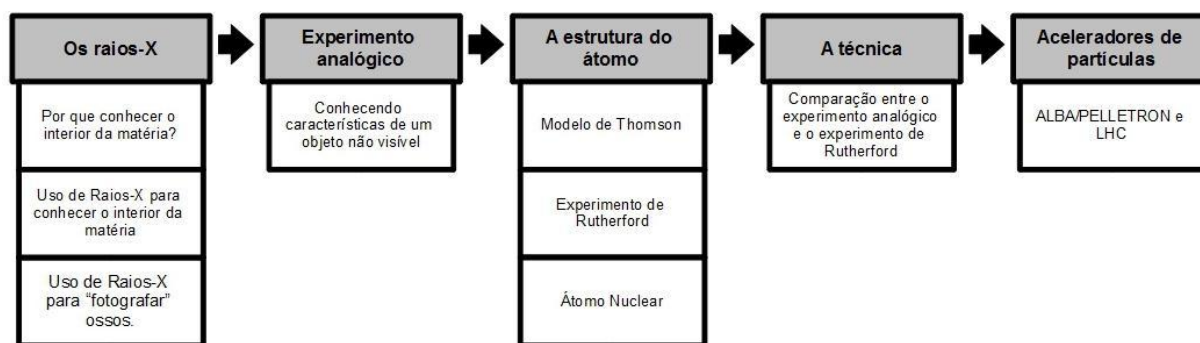 Os raios-X
Por que conhecer o
interior da matéria?
Uso de Raios-X para
conhecer o interior da
matéria
Uso de Raios-X
para “fotografar”
ossos.
Experimento
analógico
Conhecendo
características de um
objeto não visível
A estrutura do
átomo
Modelo de Thomson
Experimento de
Rutherford
Átomo Nuclear
A técnica
Comparação entre o
experimento analógico
e o experimento de
Rutherford
Aceleradores de
partículas
ALBA/PELLETRON e
LHC